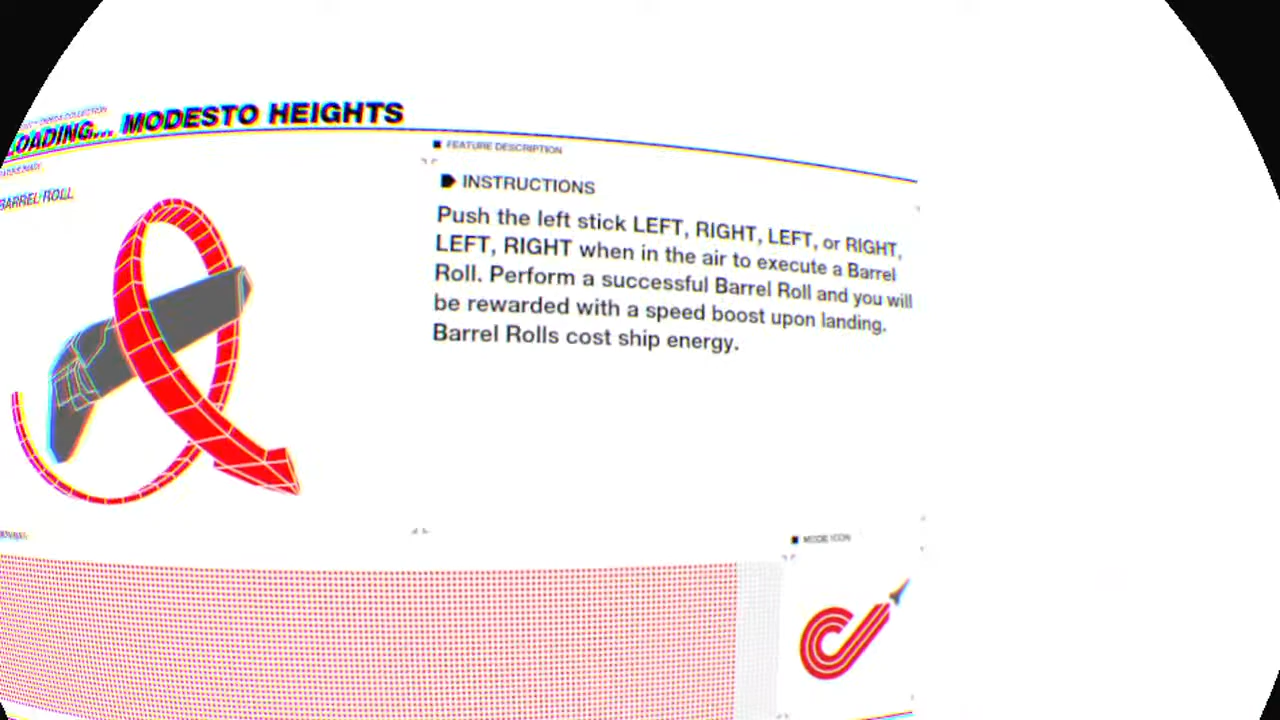 OMEGA COLLECTION
LOADING... MODESTO HEIGHTS
FEATURE DESCRIPTION
BARREL ROLL
INSTRUCTIONS
Push the left stick LEFT, RIGHT, LEFT, or RIGHT,
LEFT, RIGHT when in the air to execute a Barrel
Roll. Perform a successful Barrel Roll and you will
be rewarded with a speed boost upon landing.
Barrel Rolls cost ship energy.
MODE ICON